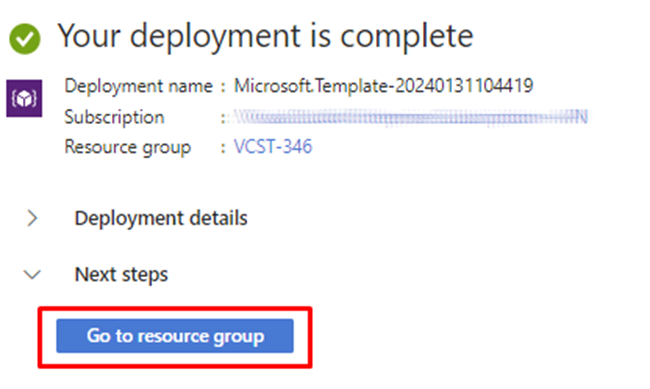 Your deployment is complete
Deployment name : Microsoft.Template-20240131104419
Subscription :
Resource group : VCST-346
Deployment details
Next steps
Go to resource group